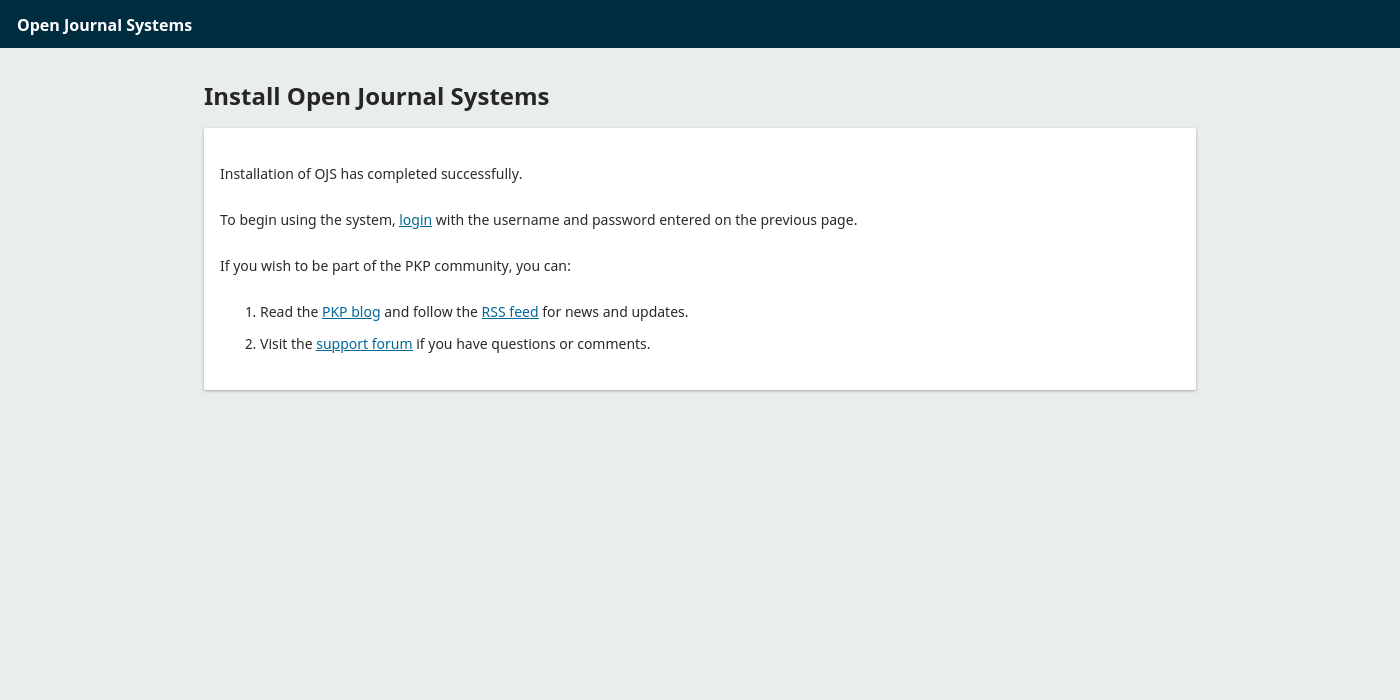 Open Journal Systems
Install Open Journal Systems
Installation of OJS has completed successfully.
To begin using the system, login with the username and password entered on the previous page.
If you wish to be part of the PKP community, you can:
1. Read the PKP blog and follow the RSS feed for news and updates.
2. Visit the support forum if you have questions or comments.